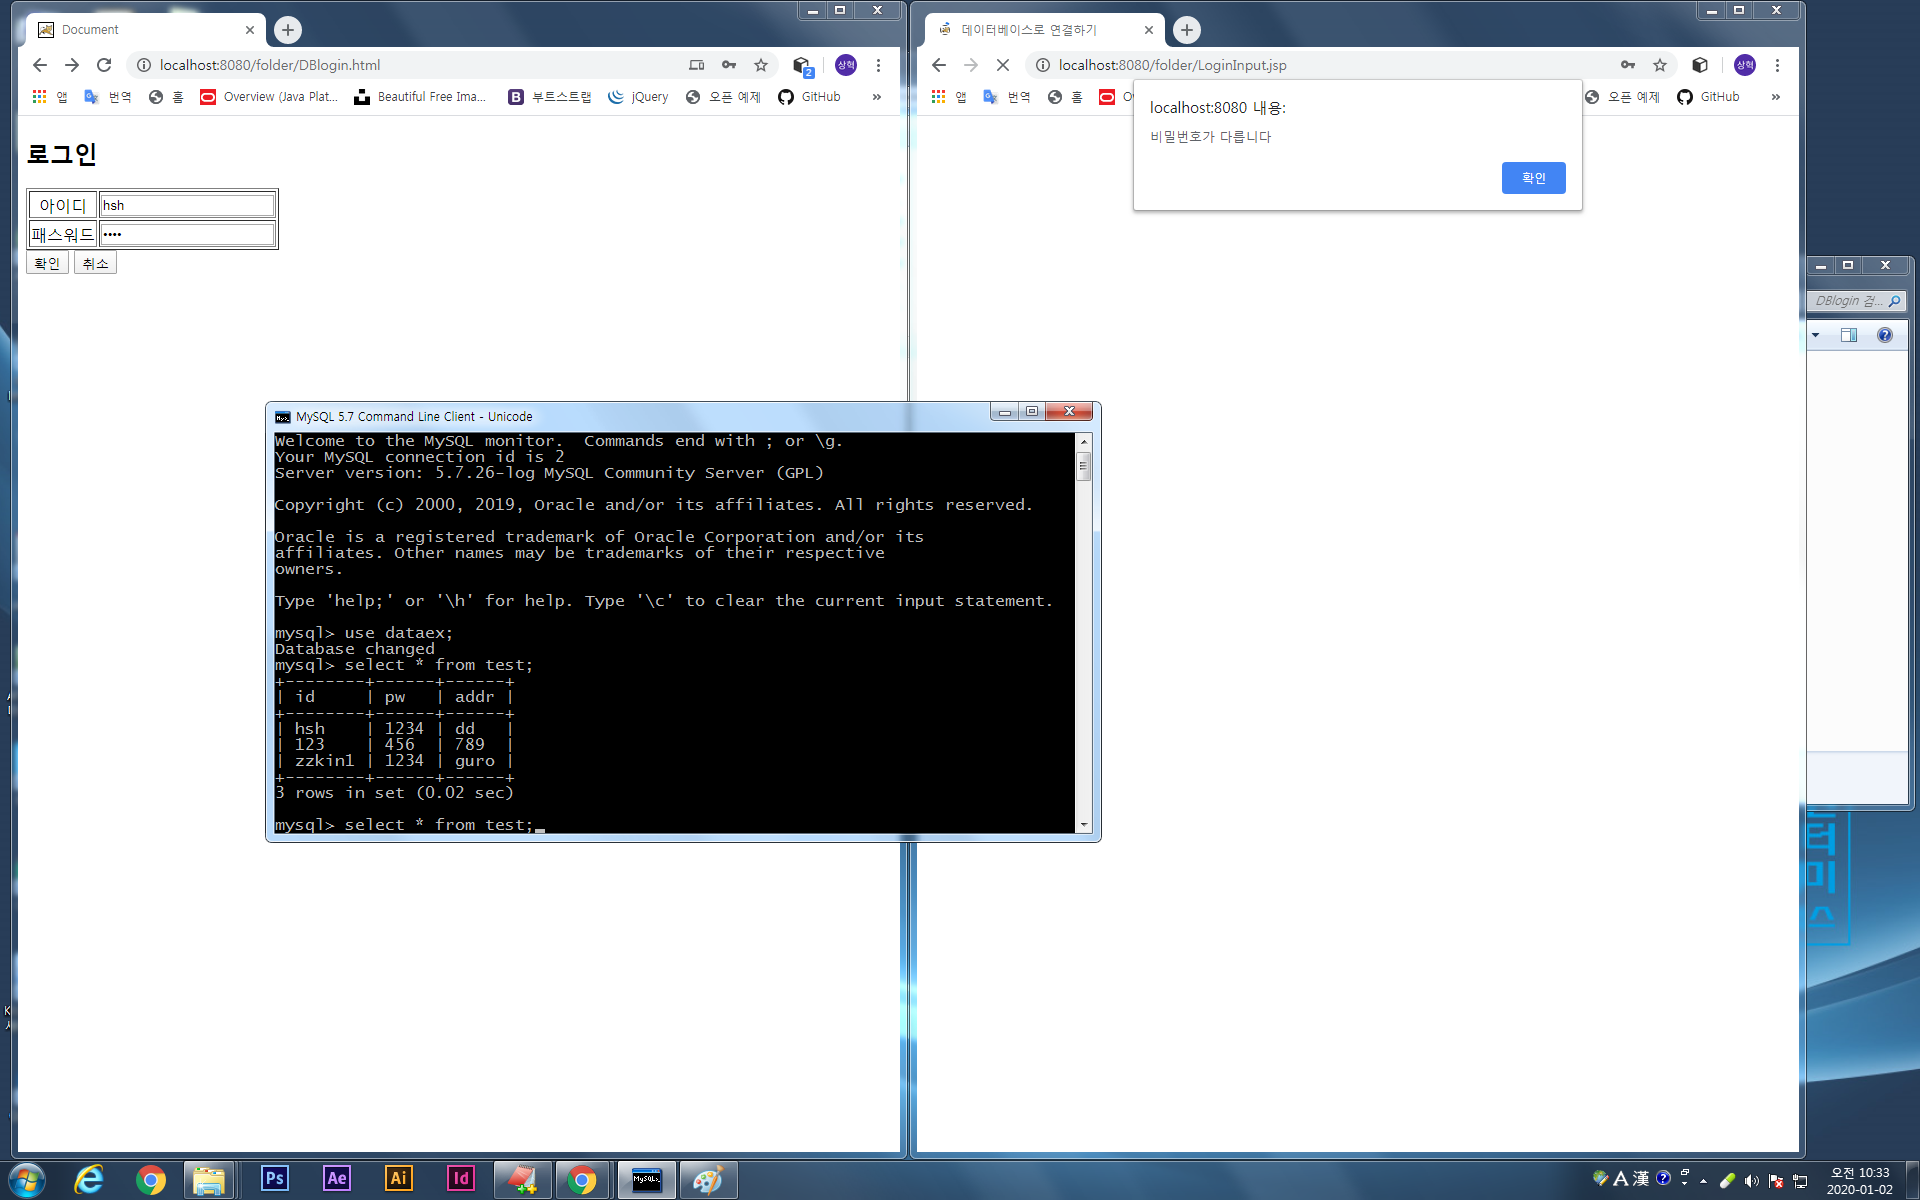 Document
localhost:8080/folder/DBlogin.html
2
상혁
앱
번역
홈
Overview (Java Plat...
Beautiful Free Ima...
부트스트랩
jQuery
오픈 예제
GitHub
»
로그인
아이디 hsh
패스워드 ••••
확인 취소
데이터베이스로 연결하기
localhost:8080/folder/LoginInput.jsp
상혁
앱
번역
홈
오픈 예제
GitHub
»
localhost:8080 내용:
비밀번호가 다릅니다
확인
DBlogin 검...
MySQL 5.7 Command Line Client - Unicode
Welcome to the MySQL monitor.  Commands end with ; or \g.
Your MySQL connection id is 2
Server version: 5.7.26-log MySQL Community Server (GPL)
Copyright (c) 2000, 2019, Oracle and/or its affiliates. All rights reserved.
Oracle is a registered trademark of Oracle Corporation and/or its
affiliates. Other names may be trademarks of their respective
owners.
Type 'help;' or '\h' for help. Type '\c' to clear the current input statement.
mysql> use dataex;
Database changed
mysql> select * from test;
+--------+------+------+
| id     | pw   | addr |
+--------+------+------+
| hsh    | 1234 | dd   |
| 123    | 456  | 789  |
| zzkin1 | 1234 | guro |
+--------+------+------+
3 rows in set (0.02 sec)
mysql> select * from test;
Ps
Ae
Ai
Id
A 漢
오전 10:33
2020-01-02